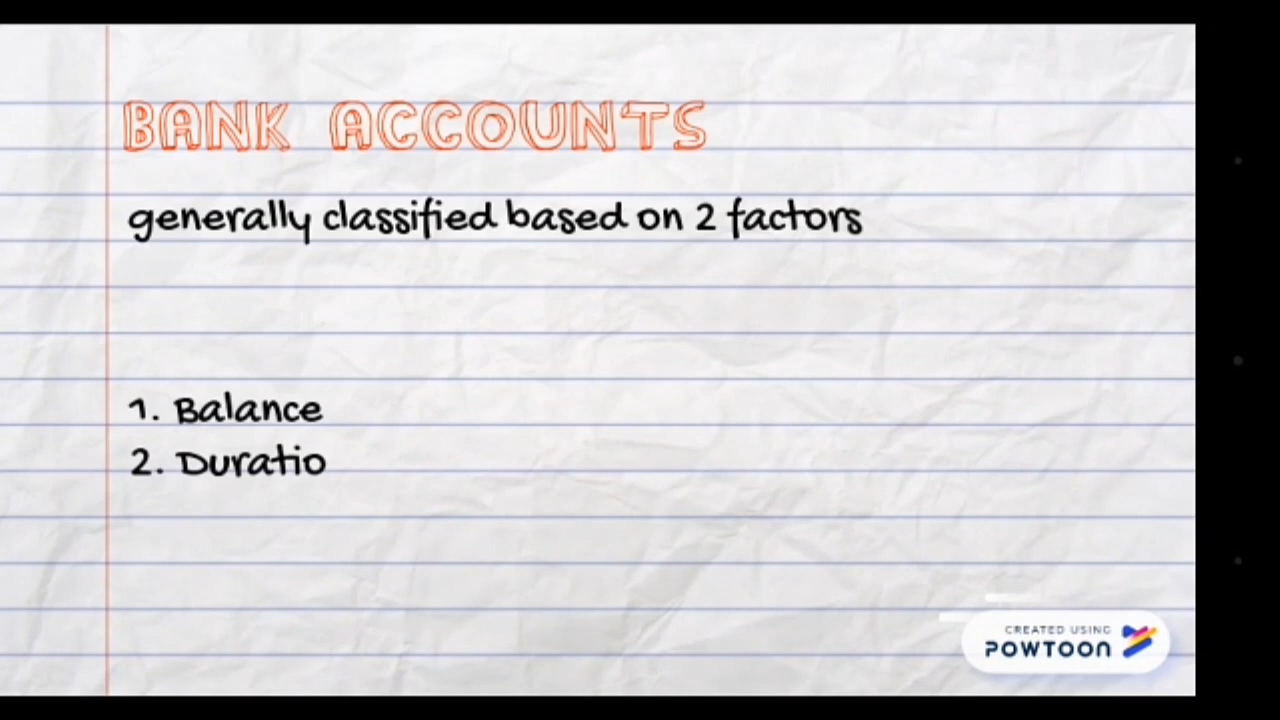 BANK ACCOUNTS
generally classified based on 2 factors
1. Balance
2. Duratio
CREATED USING
POWTOON